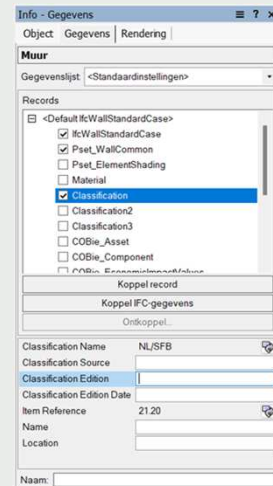 Info - Gegevens ≡ ? ×
Object Gegevens Rendering
Muur
Gegevenslijst <Standaardinstellingen>
Records
<Default IfcWallStandardCase>
IfcWallStandardCase
Pset_WallCommon
Pset_ElementShading
Material
Classification
Classification2
Classification3
COBie_Asset
COBie_Component
COBie_EconomicImpactValues
Koppel record
Koppel IFC-gegevens
Ontkoppel...
Classification Name NL/SFB
Classification Source
Classification Edition
Classification Edition Date
Item Reference 21.20
Name
Location
Naam: